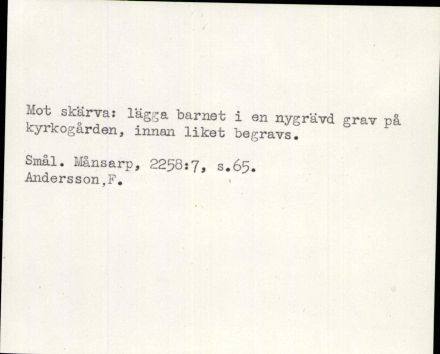 Mot skärva: lägga barnet i en nygrävd grav på
kyrkogården, innan liket begravs.
Smål. Månsarp, 2258:7, s.65.
Andersson,F.